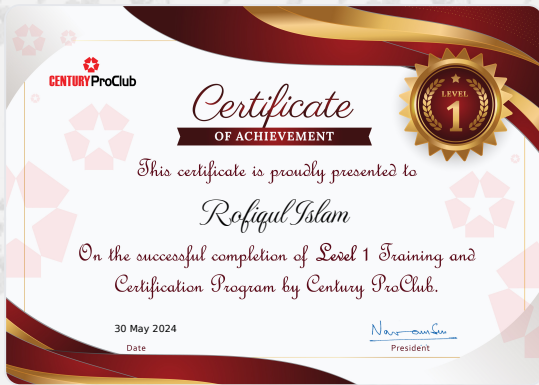 CENTURY ProClub
Certificate
OF ACHIEVEMENT
LEVEL
1
This certificate is proudly presented to
Rofiqul Islam
On the successful completion of Level 1 Training and
Certification Program by Century ProClub.
30 May 2024
Date
President